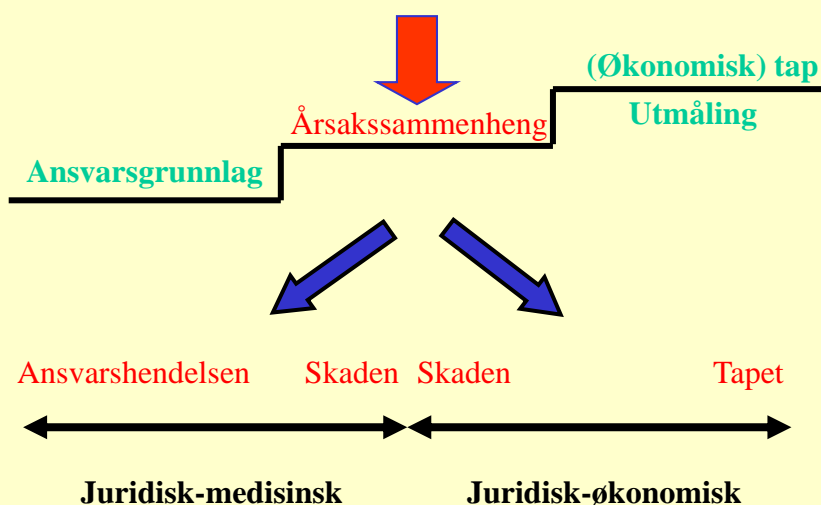 (Økonomisk) tap
Årsakssammenheng
Utmåling
Ansvarsgrunnlag
Ansvarshendelsen Skaden Skaden Tapet
Juridisk-medisinsk Juridisk-økonomisk